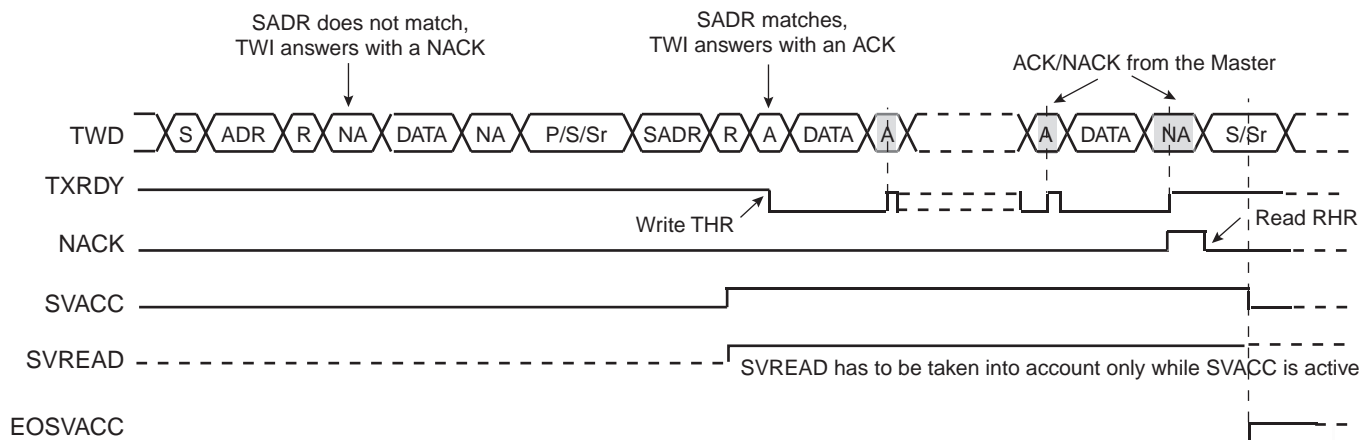 SADR does not match,
TWI answers with a NACK
SADR matches,
TWI answers with an ACK
ACK/NACK from the Master
TWD S ADR R NA DATA NA P/S/Sr SADR R A DATA A A DATA NA S/Sr
TXRDY
Write THR
Read RHR
NACK
SVACC
SVREAD
SVREAD has to be taken into account only while SVACC is active
EOSVACC